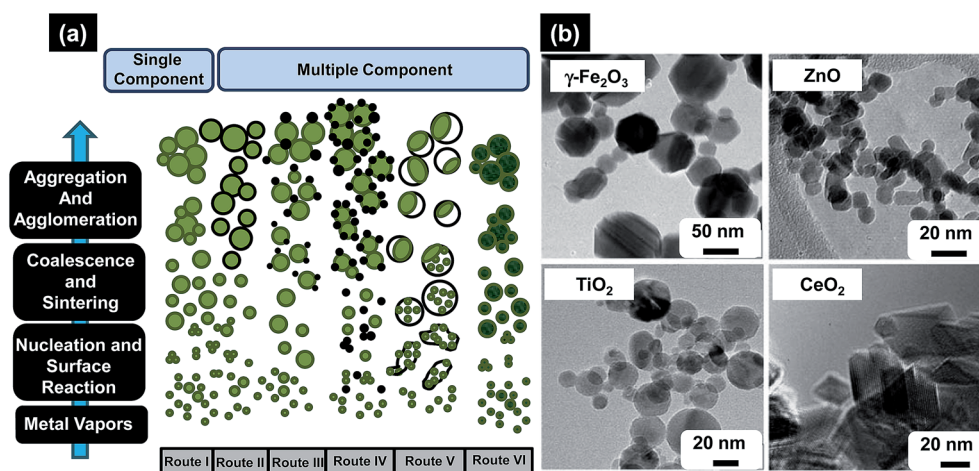 (a)
Single
Component
Multiple Component
Aggregation
And
Agglomeration
Coalescence
and
Sintering
Nucleation and
Surface
Reaction
Metal Vapors
Route I
Route II
Route III
Route IV
Route V
Route VI
(b)
γ-Fe₂O₃
ZnO
50 nm
20 nm
TiO₂
CeO₂
20 nm
20 nm